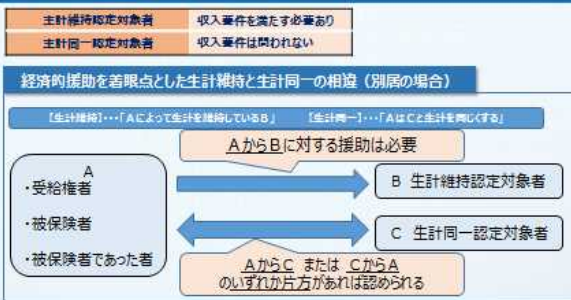 生計維持認定対象者 収入要件を満たす必要あり
生計同一認定対象者 収入要件は問われない
経済的援助を着眼点とした生計維持と生計同一の相違（別居の場合）
【生計維持】･･･「Aによって生計を維持しているB」 【生計同一】･･･「AはCと生計を同じくする」
AからBに対する援助は必要
A
・受給権者
・被保険者
・被保険者であった者
B 生計維持認定対象者
C 生計同一認定対象者
AからC または CからA
のいずれか片方があれば認められる